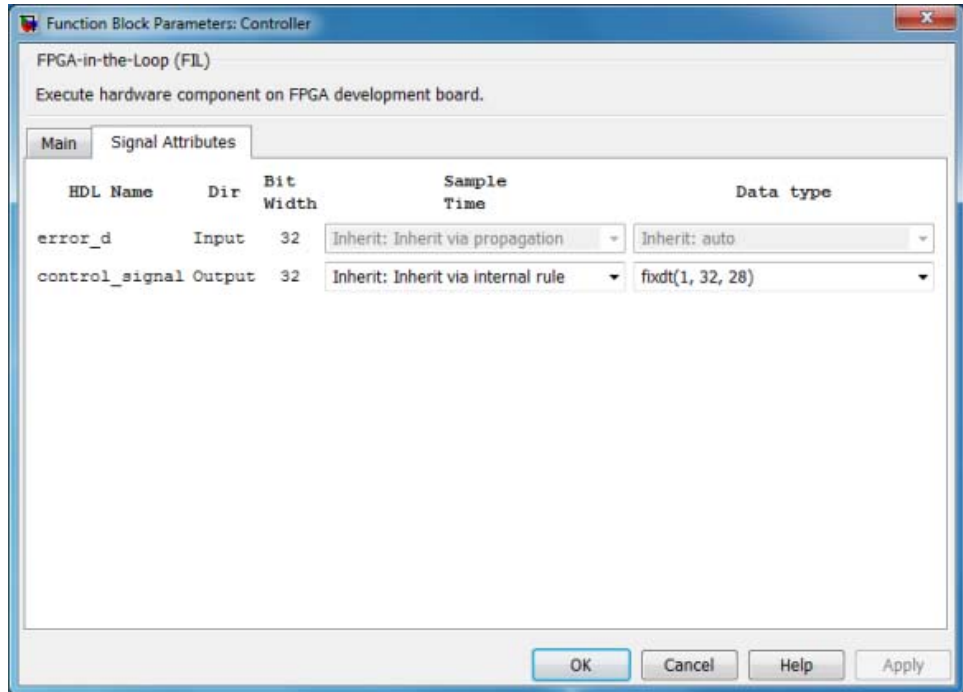 Function Block Parameters: Controller
x
FPGA-in-the-Loop (FIL)
Execute hardware component on FPGA development board.
Main Signal Attributes
HDL Name Dir Bit Width Sample Time Data type
error_d Input 32 Inherit: Inherit via propagation Inherit: auto
control_signal Output 32 Inherit: Inherit via internal rule fixdt(1, 32, 28)
OK Cancel Help Apply